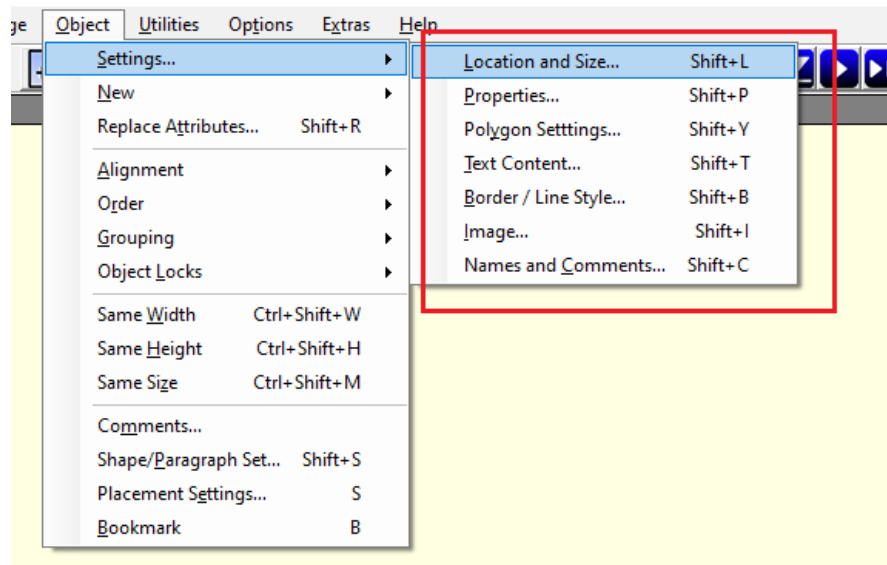 ge Object Utilities Options Extras Help
Settings...
New
Replace Attributes... Shift+R
Alignment
Order
Grouping
Object Locks
Same Width Ctrl+Shift+W
Same Height Ctrl+Shift+H
Same Size Ctrl+Shift+M
Comments...
Shape/Paragraph Set... Shift+S
Placement Settings... S
Bookmark B
Location and Size... Shift+L
Properties... Shift+P
Polygon Setttings... Shift+Y
Text Content... Shift+T
Border / Line Style... Shift+B
Image... Shift+I
Names and Comments... Shift+C